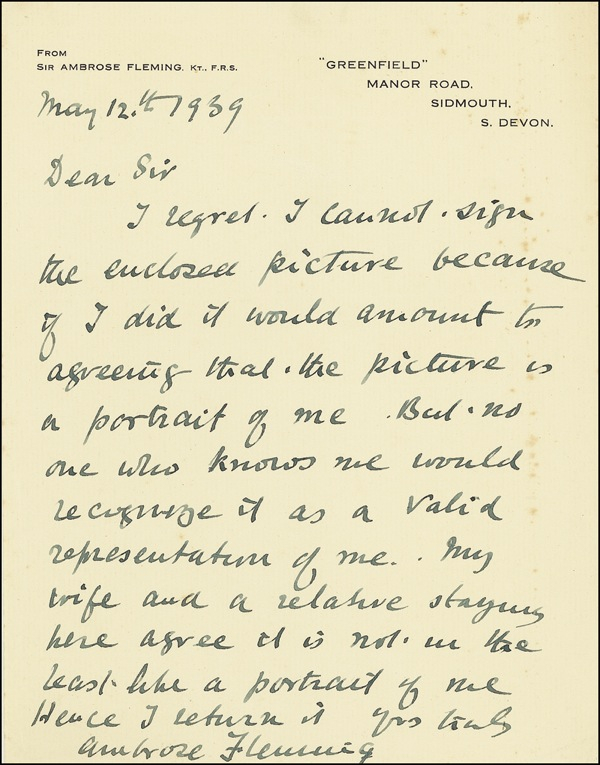 FROM
SIR AMBROSE FLEMING. KT., F.R.S.
"GREENFIELD"
MANOR ROAD,
SIDMOUTH,
S. DEVON.
May 12.th 1939
Dear Sir
I regret. I cannot. sign
the enclosed picture because
if I did it would amount to
agreeing that. the picture is
a portrait of me. But. no
one who knows me would
recognize it as a valid
representation of me.. My
wife and a relative staying
here agree it is not. in the
least. like a portrait of me
Hence I return it yrs truly
Ambrose Fleming